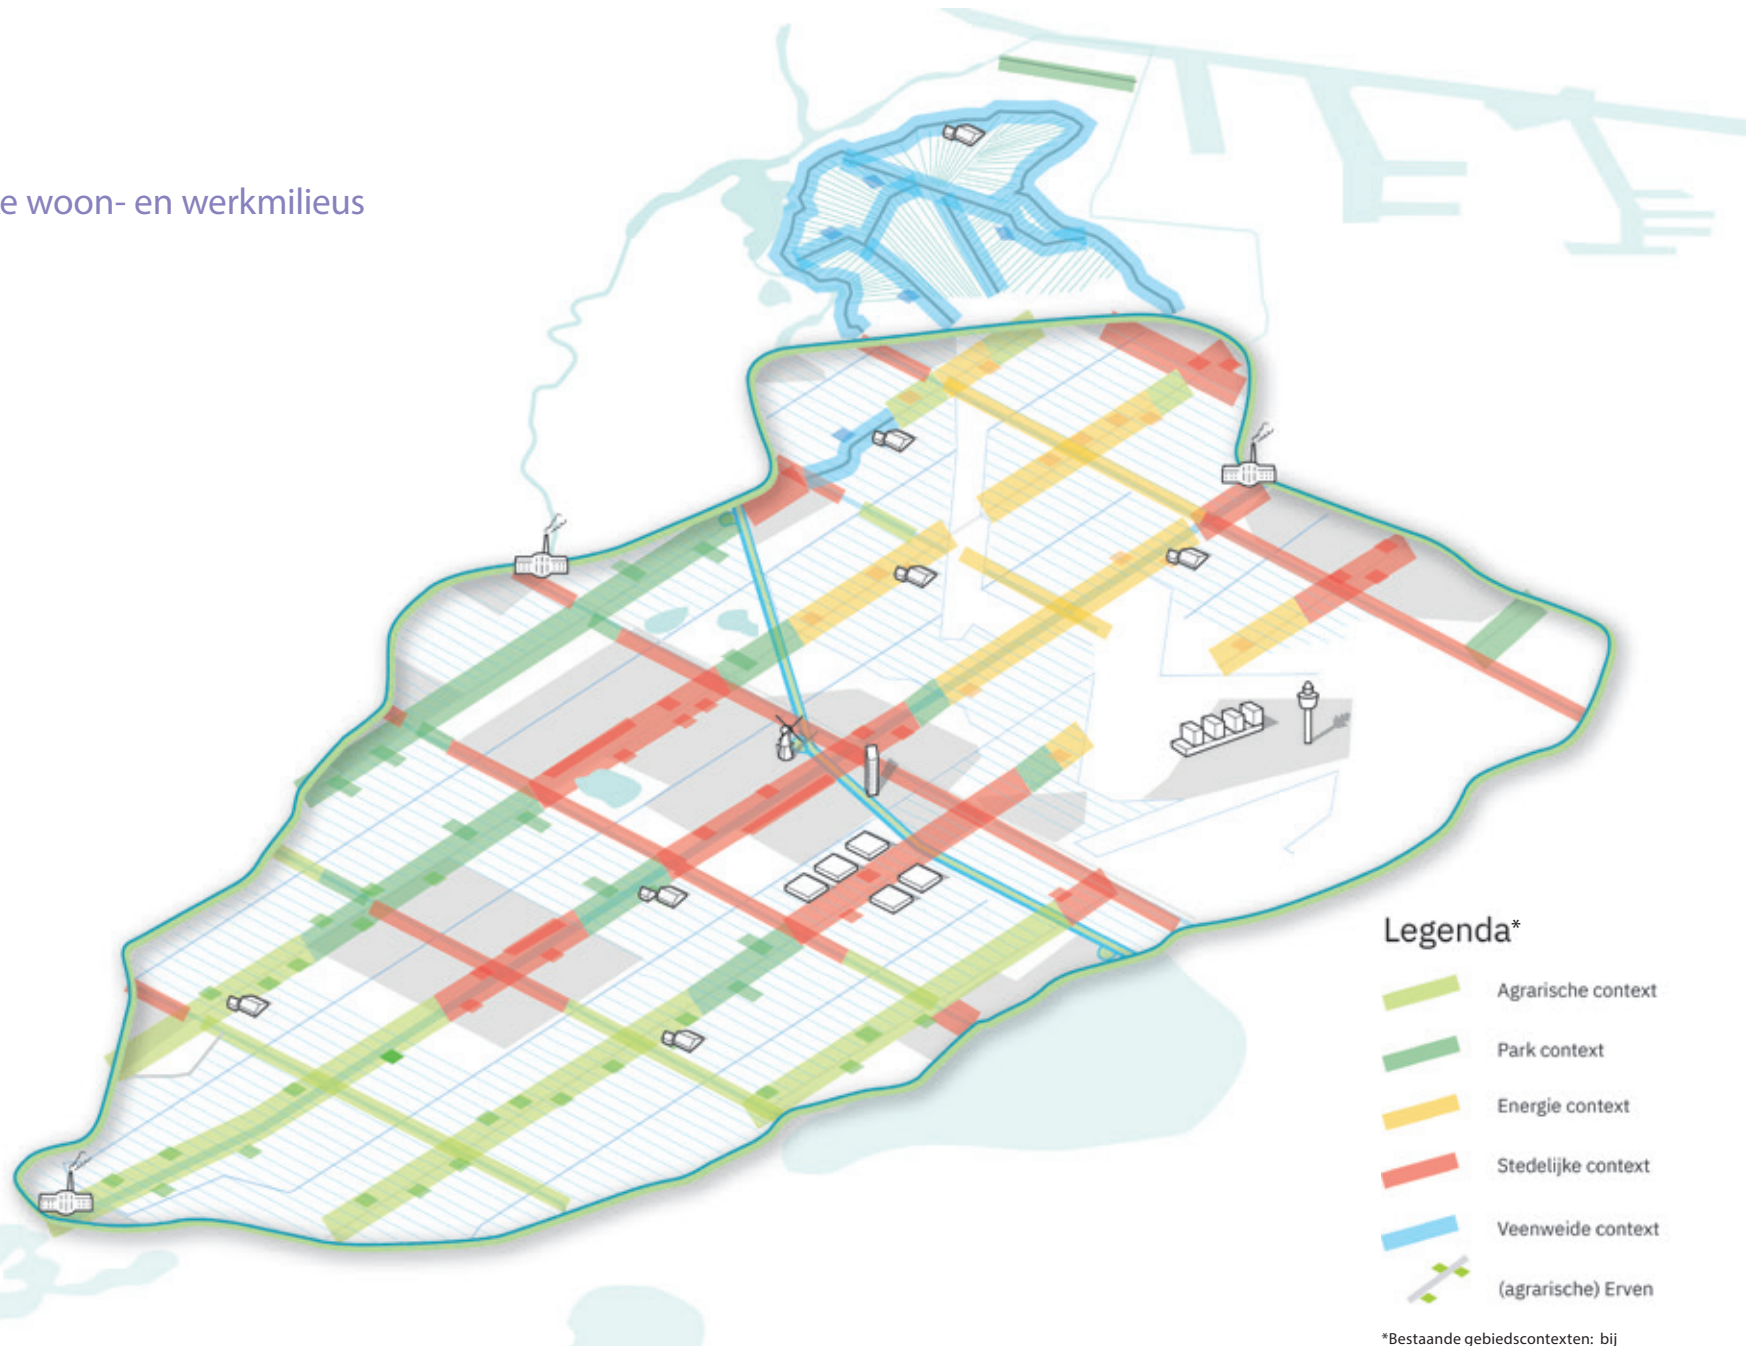 e woon- en werkmilieus
Legenda*
Agrarische context
Park context
Energie context
Stedelijke context
Veenweide context
(agrarische) Erven
*Bestaande gebiedscontexten: bij